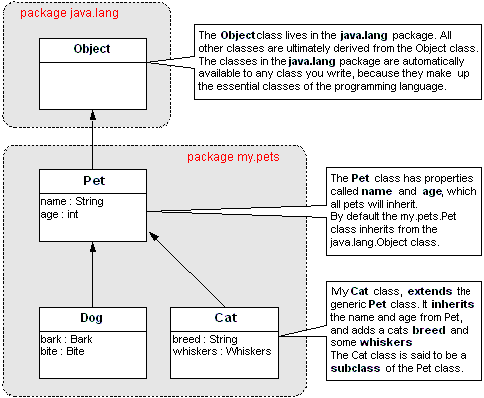 package java.lang
Object
The Object class lives in the java.lang package. All
other classes are ultimately derived from the Object class.
The classes in the java.lang package are automatically
available to any class you write, because they make up
the essential classes of the programming language.
package my.pets
Pet
name : String
age : int
The Pet class has properties
called name and age, which
all pets will inherit.
By default the my.pets.Pet
class inherits from the
java.lang.Object class.
Dog
bark : Bark
bite : Bite
Cat
breed : String
whiskers : Whiskers
My Cat class, extends the
generic Pet class. It inherits
the name and age from Pet,
and adds a cats breed and
some whiskers
The Cat class is said to be a
subclass of the Pet class.